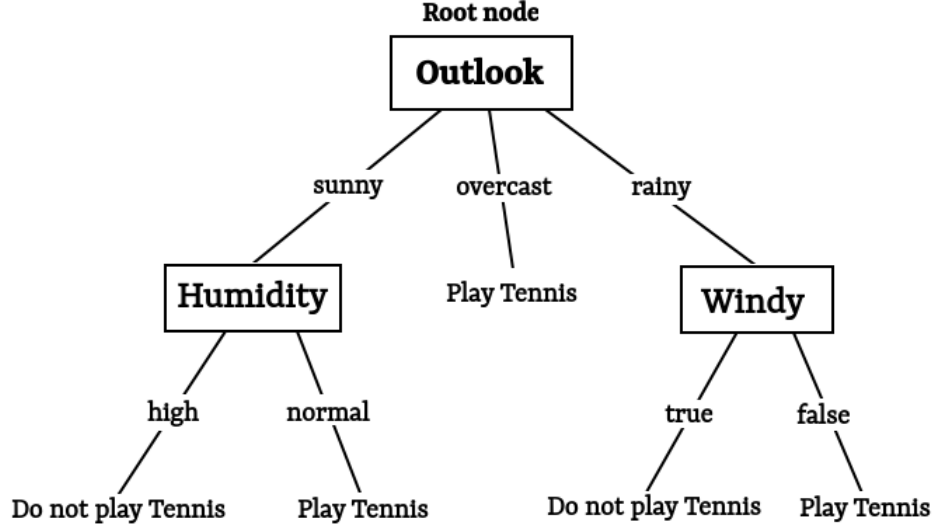 Root node
Outlook
sunny overcast rainy
Humidity Play Tennis Windy
high normal true false
Do not play Tennis Play Tennis Do not play Tennis Play Tennis